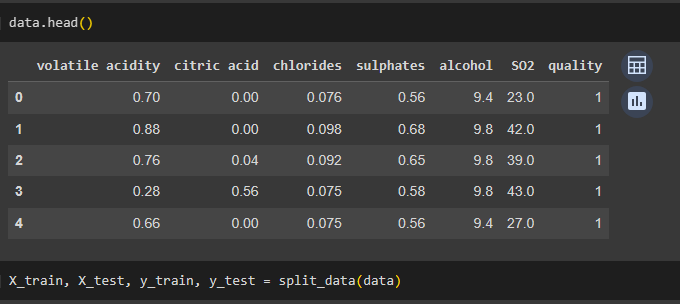 data.head()
volatile acidity citric acid chlorides sulphates alcohol SO2 quality
0 0.70 0.00 0.076 0.56 9.4 23.0 1
1 0.88 0.00 0.098 0.68 9.8 42.0 1
2 0.76 0.04 0.092 0.65 9.8 39.0 1
3 0.28 0.56 0.075 0.58 9.8 43.0 1
4 0.66 0.00 0.075 0.56 9.4 27.0 1
X_train, X_test, y_train, y_test = split_data(data)